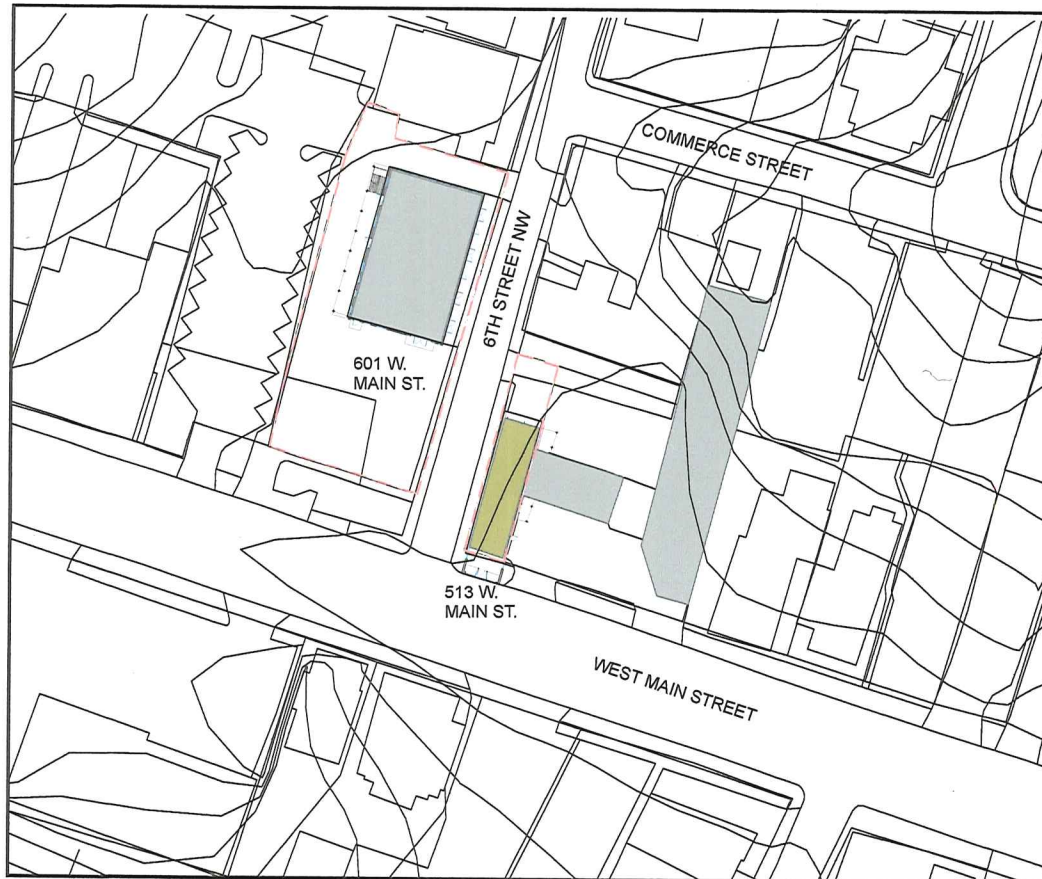 COMMERCE STREET
6TH STREET NW
601 W.
MAIN ST.
513 W.
MAIN ST.
WEST MAIN STREET